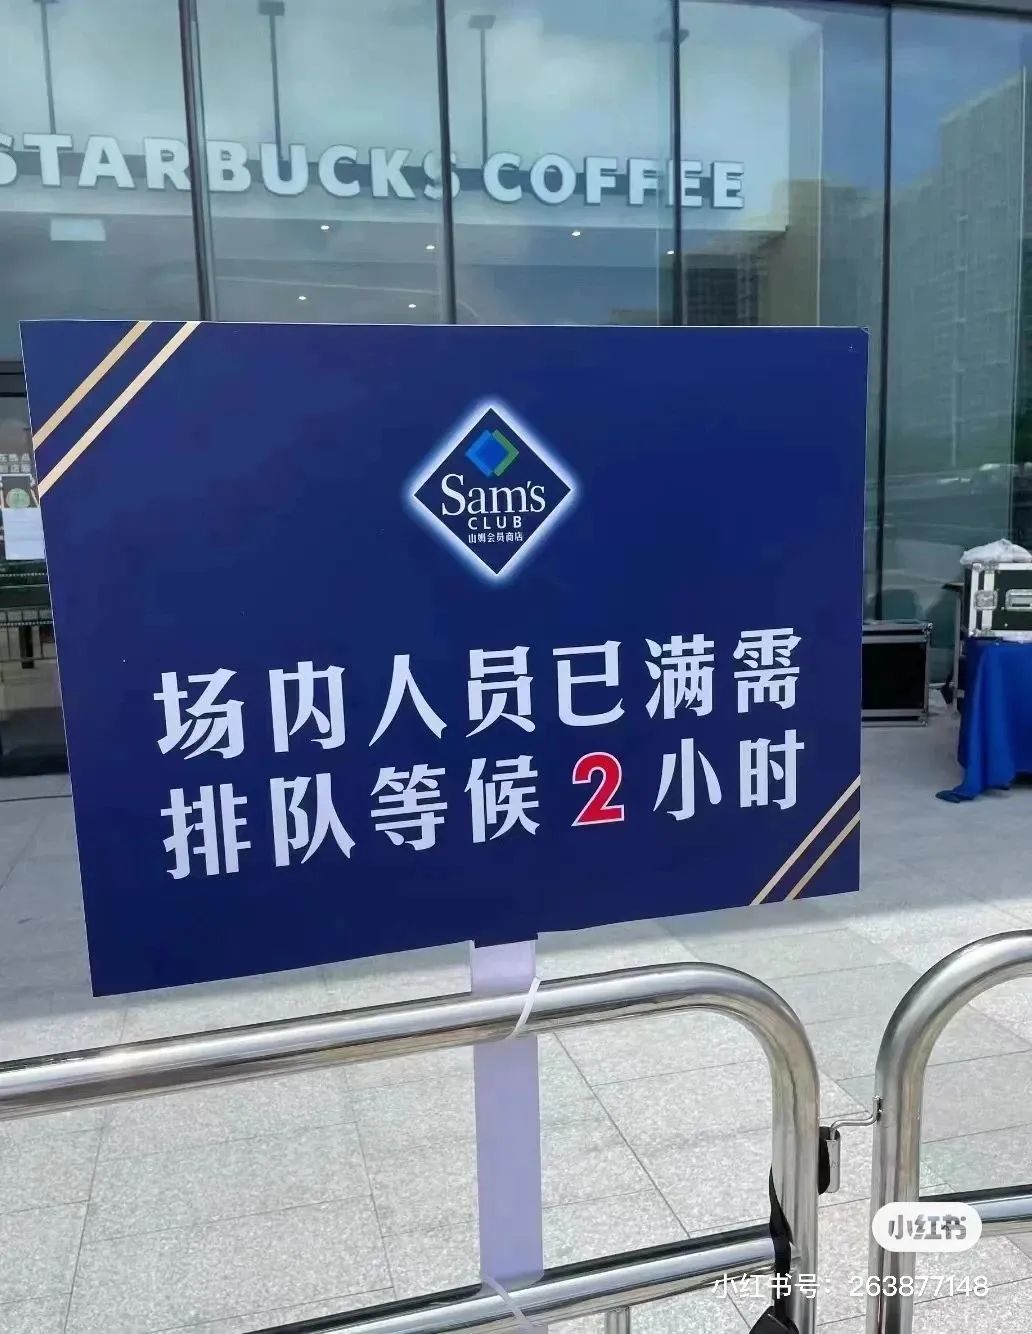 STARBUCKS COFFEE
Sam's
CLUB
山姆会员商店
场内人员已满需
排队等候2小时
小红书
小红书号：263877148